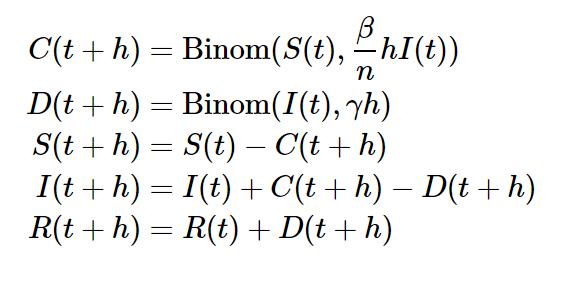 C(t + h) = Binom(S(t), β/n hI(t))
D(t + h) = Binom(I(t), γh)
S(t + h) = S(t) − C(t + h)
I(t + h) = I(t) + C(t + h) − D(t + h)
R(t + h) = R(t) + D(t + h)